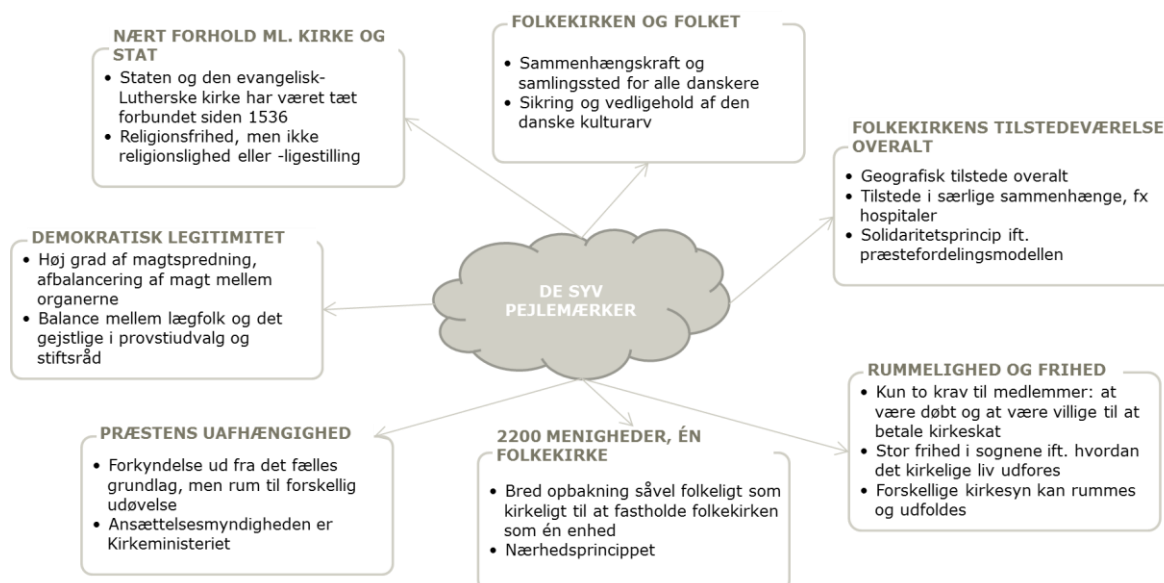 NÆRT FORHOLD ML. KIRKE OG
STAT
• Staten og den evangelisk-
Lutherske kirke har været tæt
forbundet siden 1536
• Religionsfrihed, men ikke
religionslighed eller -ligestilling
FOLKEKIRKEN OG FOLKET
• Sammenhængskraft og
samlingssted for alle danskere
• Sikring og vedligehold af den
danske kulturarv
FOLKEKIRKENS TILSTEDEVÆRELSE
OVERALT
• Geografisk tilstede overalt
• Tilstede i særlige sammenhænge, fx
hospitaler
• Solidaritetsprincip ift.
præstefordelingsmodellen
DEMOKRATISK LEGITIMITET
• Høj grad af magtspredning,
afbalancering af magt mellem
organerne
• Balance mellem lægfolk og det
gejstlige i provstiudvalg og
stiftsråd
DE SYV
PEJLEMÆRKER
RUMMELIGHED OG FRIHED
• Kun to krav til medlemmer: at
være døbt og at være villige til at
betale kirkeskat
• Stor frihed i sognene ift. hvordan
det kirkelige liv udfores
• Forskellige kirkesyn kan rummes
og udfoldes
PRÆSTENS UAFHÆNGIGHED
• Forkyndelse ud fra det fælles
grundlag, men rum til forskellig
udøvelse
• Ansættelsesmyndigheden er
Kirkeministeriet
2200 MENIGHEDER, ÉN
FOLKEKIRKE
• Bred opbakning såvel folkeligt som
kirkeligt til at fastholde folkekirken
som én enhed
• Nærhedsprincippet